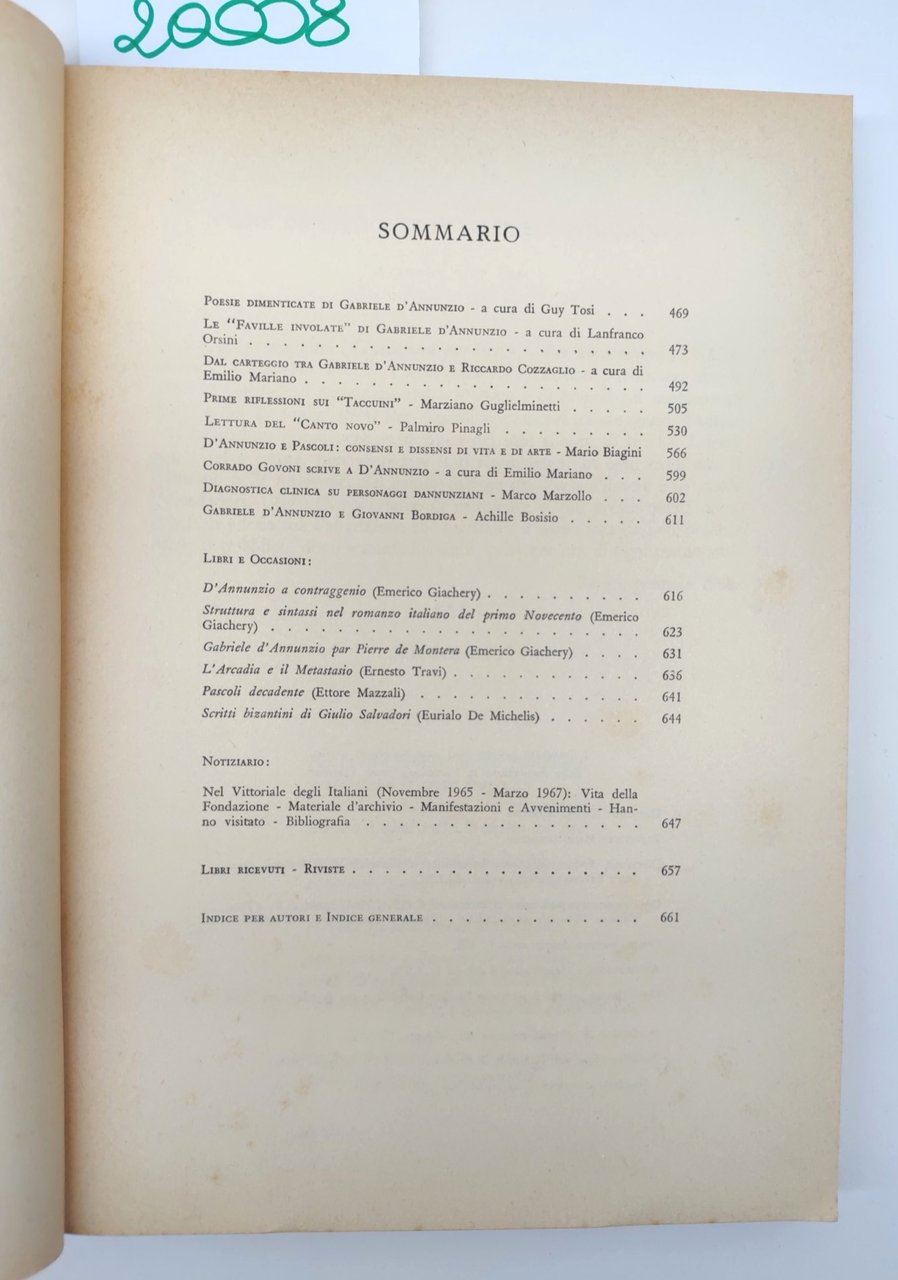 20008
SOMMARIO
Poesie dimenticate di Gabriele d'Annunzio - a cura di Guy Tosi . . . 469
Le "Faville involate" di Gabriele d'Annunzio - a cura di Lanfranco
Orsini . . . . . . . . . . . . . . . . . . . . . . 473
Dal carteggio tra Gabriele d'Annunzio e Riccardo Cozzaglio - a cura di
Emilio Mariano . . . . . . . . . . . . . . . . . . . 492
Prime riflessioni sui "Taccuini" - Marziano Guglielminetti . . . . . 505
Lettura del "Canto novo" - Palmiro Pinagli . . . . . . . . . 530
D'Annunzio e Pascoli: consensi e dissensi di vita e di arte - Mario Biagini 566
Corrado Govoni scrive a D'Annunzio - a cura di Emilio Mariano . . . 599
Diagnostica clinica su personaggi dannunziani - Marco Marzollo . . . 602
Gabriele d'Annunzio e Giovanni Bordiga - Achille Bosisio . . . . . 611
Libri e Occasioni:
D'Annunzio a contraggenio (Emerico Giachery) . . . . . . . . . . 616
Struttura e sintassi nel romanzo italiano del primo Novecento (Emerico
Giachery) . . . . . . . . . . . . . . . . . . . . . 623
Gabriele d'Annunzio par Pierre de Montera (Emerico Giachery) . . . . 631
L'Arcadia e il Metastasio (Ernesto Travi) . . . . . . . . . . . . 636
Pascoli decadente (Ettore Mazzali) . . . . . . . . . . . . . 641
Scritti bizantini di Giulio Salvadori (Eurialo De Michelis) . . . . . . 644
Notiziario:
Nel Vittoriale degli Italiani (Novembre 1965 - Marzo 1967): Vita della
Fondazione - Materiale d'archivio - Manifestazioni e Avvenimenti - Han-
no visitato - Bibliografia . . . . . . . . . . . . . . . . 647
Libri ricevuti - Riviste . . . . . . . . . . . . . . . . . 657
Indice per autori e Indice generale . . . . . . . . . . . . . 661